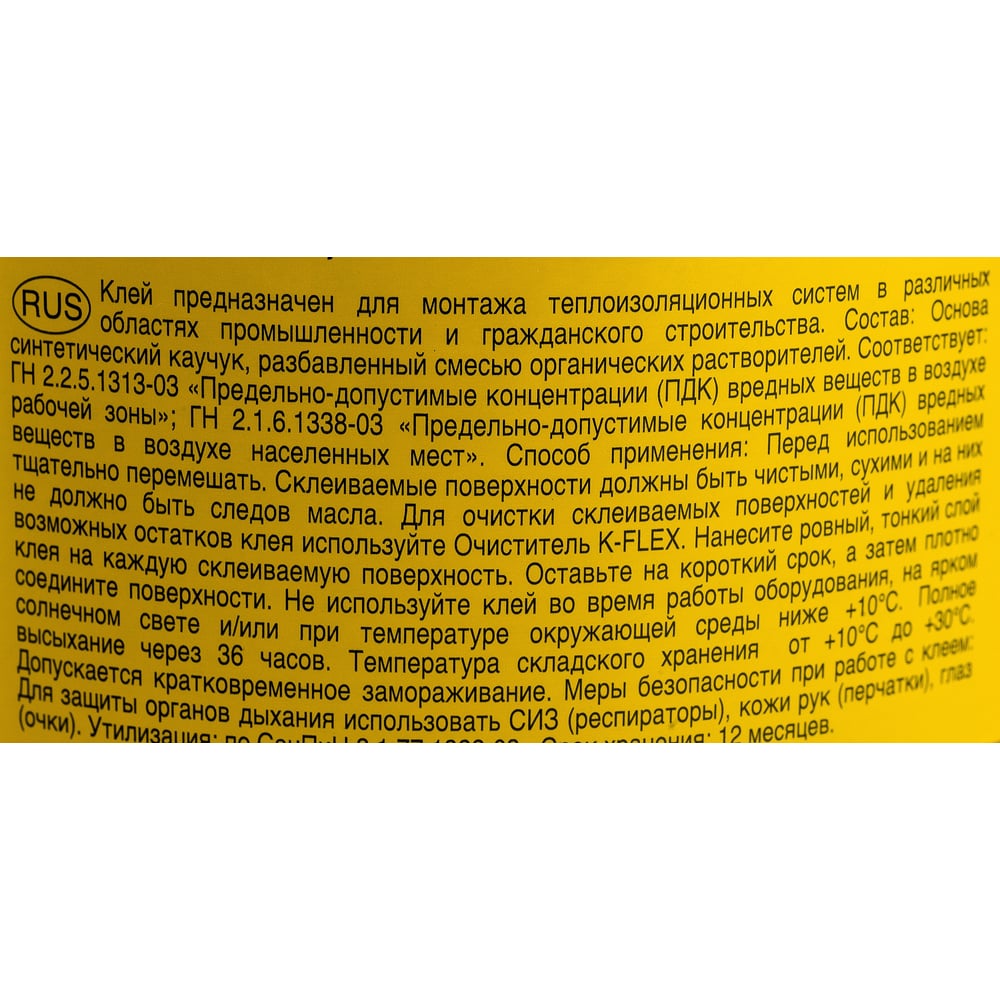 RUS Клей предназначен для монтажа теплоизоляционных систем в различных
областях промышленности и гражданского строительства. Состав: Основа
синтетический каучук, разбавленный смесью органических растворителей. Соответствует:
ГН 2.2.5.1313-03 «Предельно-допустимые концентрации (ПДК) вредных веществ в воздухе
рабочей зоны»; ГН 2.1.6.1338-03 «Предельно-допустимые концентрации (ПДК) вредных
веществ в воздухе населенных мест». Способ применения: Перед использованием
тщательно перемешать. Склеиваемые поверхности должны быть чистыми, сухими и на них
не должно быть следов масла. Для очистки склеиваемых поверхностей и удаления
возможных остатков клея используйте Очиститель K-FLEX. Нанесите ровный, тонкий слой
клея на каждую склеиваемую поверхность. Оставьте на короткий срок, а затем плотно
соедините поверхности. Не используйте клей во время работы оборудования, на ярком
солнечном свете и/или при температуре окружающей среды ниже +10°С. Полное
высыхание через 36 часов. Температура складского хранения от +10°С до +30°С.
Допускается кратковременное замораживание. Меры безопасности при работе с клеем:
Для защиты органов дыхания использовать СИЗ (респираторы), кожи рук (перчатки), глаз
(очки). Утилизация: по хранения: 12 месяцев.